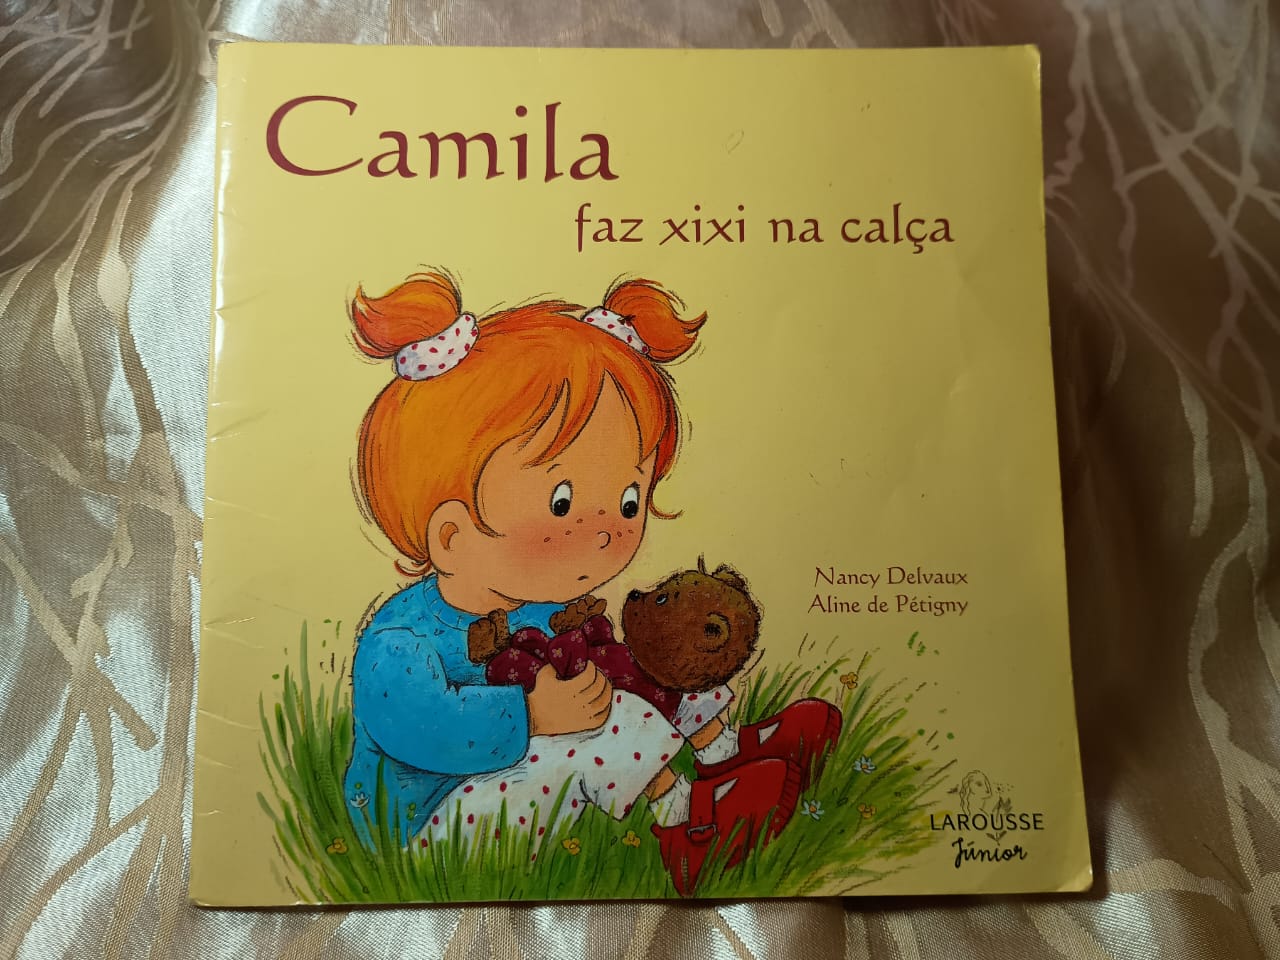 Camila
faz xixi na calça
Nancy Delvaux
Aline de Pétigny
LAROUSSE
Júnior